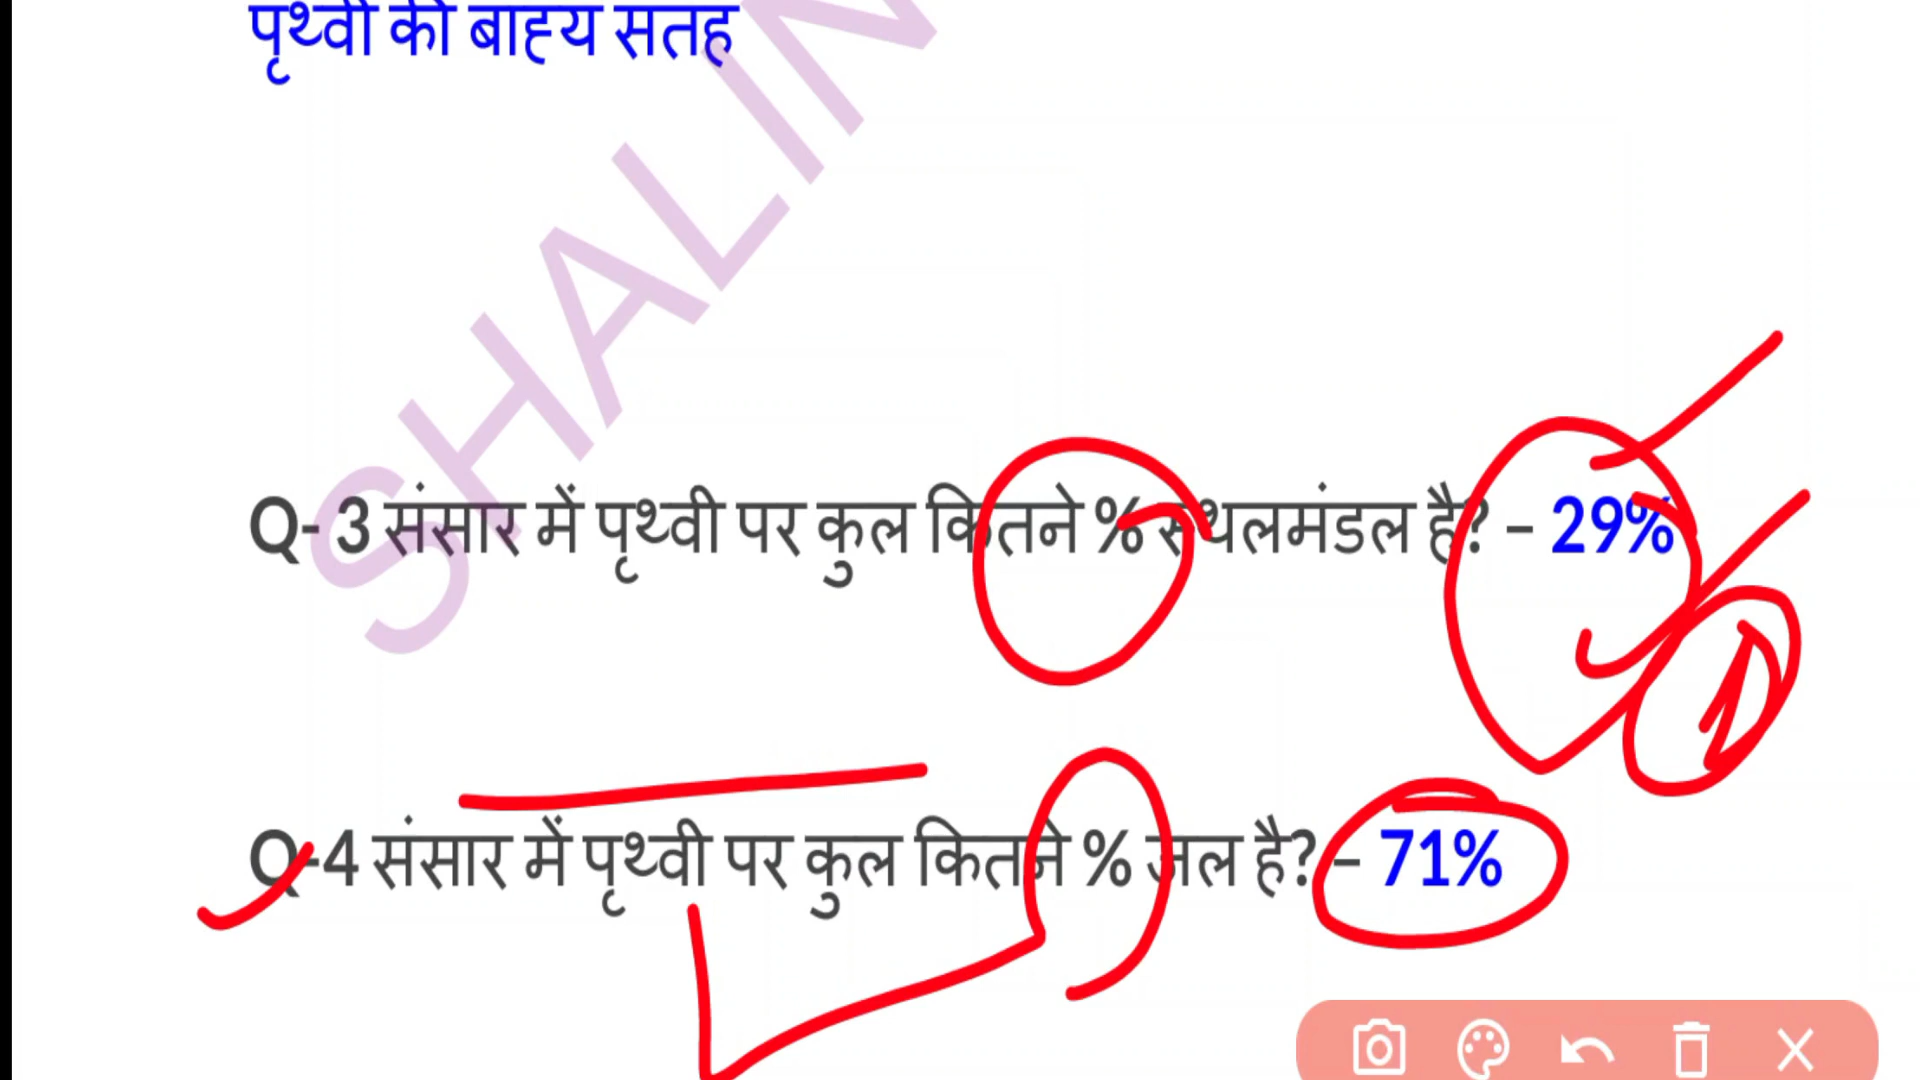 पृथ्वी की बाह्य सतह
SHALIN
Q- 3 संसार में पृथ्वी पर कुल कितने % स्थलमंडल है? – 29%
Q-4 संसार में पृथ्वी पर कुल कितने % जल है? – 71%